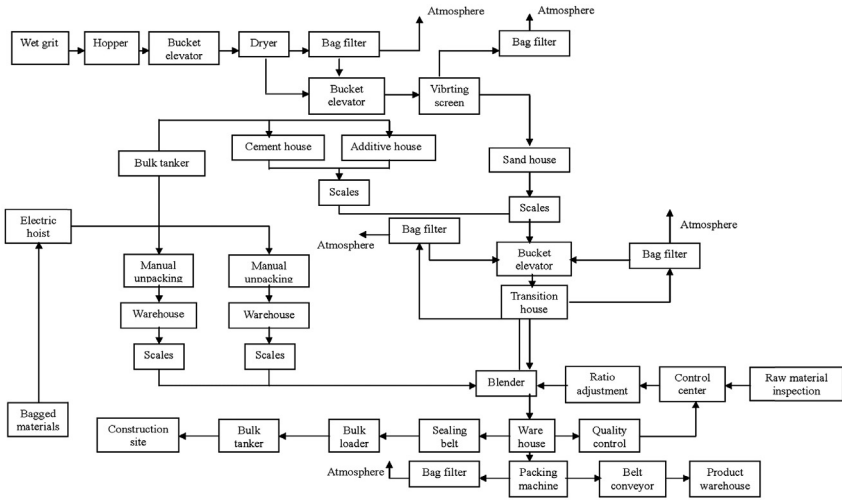 Atmosphere
Atmosphere
Wet grit
Hopper
Bucket
elevator
Dryer
Bag filter
Bag filter
Bucket
elevator
Vibrting
screen
Bulk tanker
Cement house
Additive house
Sand house
Scales
Scales
Electric
hoist
Atmosphere
Bag filter
Atmosphere
Bucket
elevator
Bag filter
Manual
unpacking
Manual
unpacking
Transition
house
Warehouse
Warehouse
Scales
Scales
Blender
Ratio
adjustment
Control
center
Raw material
inspection
Bagged
materials
Construction
site
Bulk
tanker
Bulk
loader
Sealing
belt
Ware
house
Quality
control
Atmosphere
Bag filter
Packing
machine
Belt
conveyor
Product
warehouse